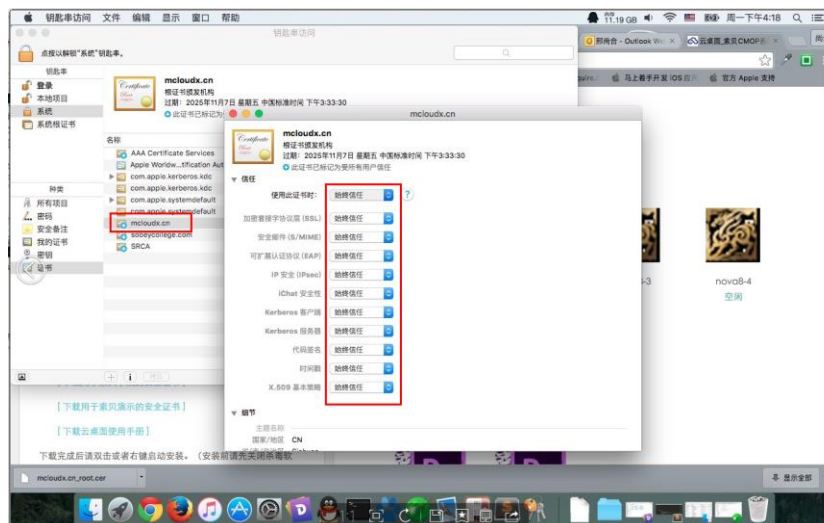 钥匙串访问 文件 编辑 显示 窗口 帮助
11.19 GB
周一下午4:18
钥匙串访问
点按以解锁"系统"钥匙串。
钥匙串
登录
本地项目
系统
系统根证书
mcloudx.cn
根证书颁发机构
过期：2025年11月7日 星期五 中国标准时间 下午3:33:30
名称
AAA Certificate Services
Apple Worldw...tification Aut
com.apple.kerberos.kdc
com.apple.kerberos.kdc
com.apple.systemdefault
com.apple.systemdefault
mcloudx.cn
sobeycollege.com
SRCA
种类
所有项目
密码
安全备注
我的证书
密钥
证书
mcloudx.cn
mcloudx.cn
根证书颁发机构
过期：2025年11月7日 星期五 中国标准时间 下午3:33:30
此证书已标记为受所有用户信任
信任
使用此证书时： 始终信任 ?
加密套接字协议层 (SSL) 始终信任
安全邮件 (S/MIME) 始终信任
可扩展认证协议 (EAP) 始终信任
IP 安全 (IPsec) 始终信任
iChat 安全性 始终信任
Kerberos 客户端 始终信任
Kerberos 服务器 始终信任
代码签名 始终信任
时间戳 始终信任
X.509 基本策略 始终信任
细节
主题名称
国家/地区 CN
马上着手开发 iOS
官方 Apple 支持
nova8-4
空闲
[下载用于索贝演示的安全证书]
[下载云桌面使用手册]
下载完成后请双击或者右键启动安装。（安装前请先关闭杀毒软
mcloudx.cn_root.cer
显示全部